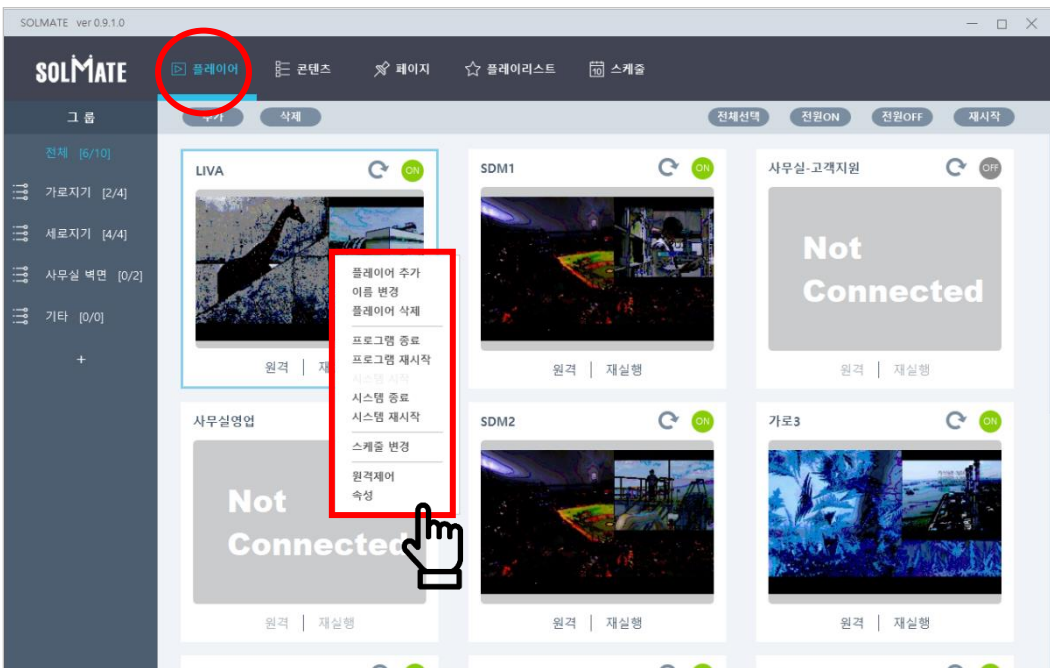 SOLMATE ver 0.9.1.0
SOLMATE
플레이어
콘텐츠
페이지
플레이리스트
10 스케줄
그 룹
추가
삭제
전체선택
전원ON
전원OFF
재시작
전체 [6/10]
가로지기 [2/4]
세로지기 [4/4]
사무실 벽면 [0/2]
기타 [0/0]
+
LIVA
ON
원격
SDM1
ON
원격 | 재실행
사무실-고객지원
OFF
Not
Connected
원격 | 재실행
플레이어 추가
이름 변경
플레이어 삭제
프로그램 종료
프로그램 재시작
시스템 시작
시스템 종료
시스템 재시작
스케줄 변경
원격제어
속성
사무실영업
Not
Connected
원격 | 재실행
SDM2
ON
원격 | 재실행
가로3
ON
원격 | 재실행